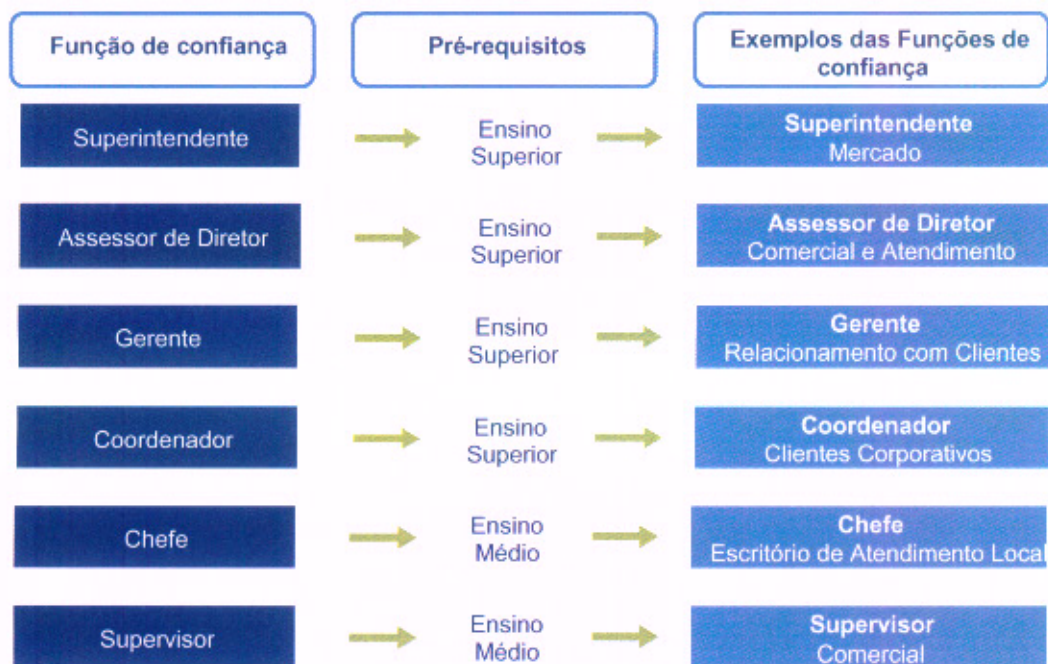 Função de confiança
Pré-requisitos
Exemplos das Funções de
confiança
Superintendente
Ensino
Superior
Superintendente
Mercado
Assessor de Diretor
Ensino
Superior
Assessor de Diretor
Comercial e Atendimento
Gerente
Ensino
Superior
Gerente
Relacionamento com Clientes
Coordenador
Ensino
Superior
Coordenador
Clientes Corporativos
Chefe
Ensino
Médio
Chefe
Escritório de Atendimento Local
Supervisor
Ensino
Médio
Supervisor
Comercial